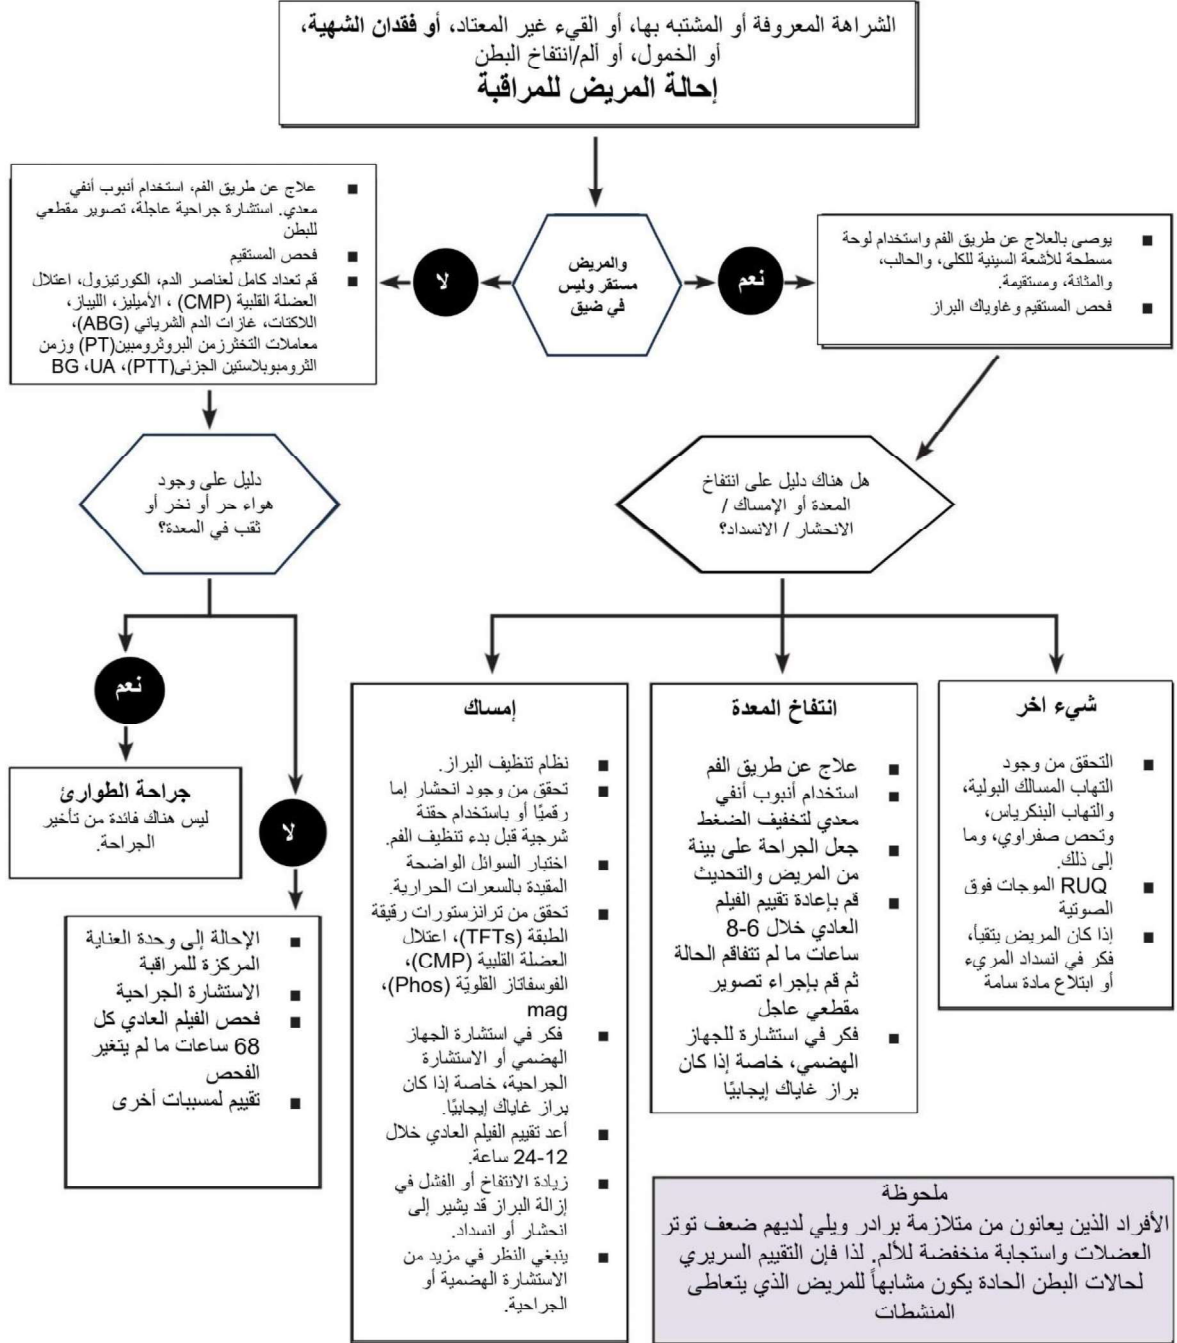 الشراهة المعروفة أو المشتبه بها، أو القيء غير المعتاد، أو فقدان الشهية،
أو الخمول، أو ألم/انتفاخ البطن
إحالة المريض للمراقبة
والمريض
مستقر وليس
في ضيق
نعم
لا
■ يوصى بالعلاج عن طريق الفم واستخدام لوحة
مسطحة للأشعة السينية للكلى، والحالب،
والمثانة، ومستقيمة.
■ فحص المستقيم وغاوياك البراز
■ علاج عن طريق الفم، استخدام أنبوب أنفي
معدي. استشارة جراحية عاجلة، تصوير مقطعي
للبطن
■ فحص المستقيم
■ قم تعداد كامل لعناصر الدم، الكورتيزول، اعتلال
العضلة القلبية (CMP) ، الأميليز، الليباز،
اللاكتات، غازات الدم الشرياني (ABG)،
معاملات التخثرزمن البروثرومبين(PT) وزمن
الثرومبوبلاستين الجزئى(PTT)، BG ،UA
هل هناك دليل على انتفاخ
المعدة أو الإمساك /
الانحشار / الانسداد؟
دليل على وجود
هواء حر أو نخر أو
ثقب في المعدة؟
شيء اخر
■ التحقق من وجود
التهاب المسالك البولية،
والتهاب البنكرياس،
وتحص صفراوي، وما
إلى ذلك.
■ RUQ الموجات فوق
الصوتية
■ إذا كان المريض يتقيأ،
فكر في انسداد المريء
أو ابتلاع مادة سامة
انتفاخ المعدة
■ علاج عن طريق الفم
■ استخدام أنبوب أنفي
معدي لتخفيف الضغط
■ جعل الجراحة على بينة
من المريض والتحديث
■ قم بإعادة تقييم الفيلم
العادي خلال 6-8
ساعات ما لم تتفاقم الحالة
ثم قم بإجراء تصوير
مقطعي عاجل
■ فكر في استشارة للجهاز
الهضمي، خاصة إذا كان
براز غاياك إيجابيًا
إمساك
■ نظام تنظيف البراز.
■ تحقق من وجود انحشار إما
رقميًا أو باستخدام حقنة
شرجية قبل بدء تنظيف الفم.
■ اختبار السوائل الواضحة
المقيدة بالسعرات الحرارية.
■ تحقق من ترانزستورات رقيقة
الطبقة (TFTs)، اعتلال
العضلة القلبية (CMP)،
الفوسفاتاز القلويّة (Phos)،
mag
■ فكر في استشارة الجهاز
الهضمي أو الاستشارة
الجراحية، خاصة إذا كان
براز غاياك إيجابيًا.
■ أعد تقييم الفيلم العادي خلال
12-24 ساعة.
■ زيادة الانتفاخ أو الفشل في
إزالة البراز قد يشير إلى
انحشار أو انسداد.
■ ينبغي النظر في مزيد من
الاستشارة الهضمية أو
الجراحية.
نعم
جراحة الطوارئ
ليس هناك فائدة من تأخير
الجراحة.
لا
■ الإحالة إلى وحدة العناية
المركزة للمراقبة
■ الاستشارة الجراحية
■ فحص الفيلم العادي كل
68 ساعات ما لم يتغير
الفحص
■ تقييم لمسببات أخرى
ملحوظة
الأفراد الذين يعانون من متلازمة برادر ويلي لديهم ضعف توتر
العضلات واستجابة منخفضة للألم. لذا فإن التقييم السريري
لحالات البطن الحادة يكون مشابهاً للمريض الذي يتعاطى
المنشطات